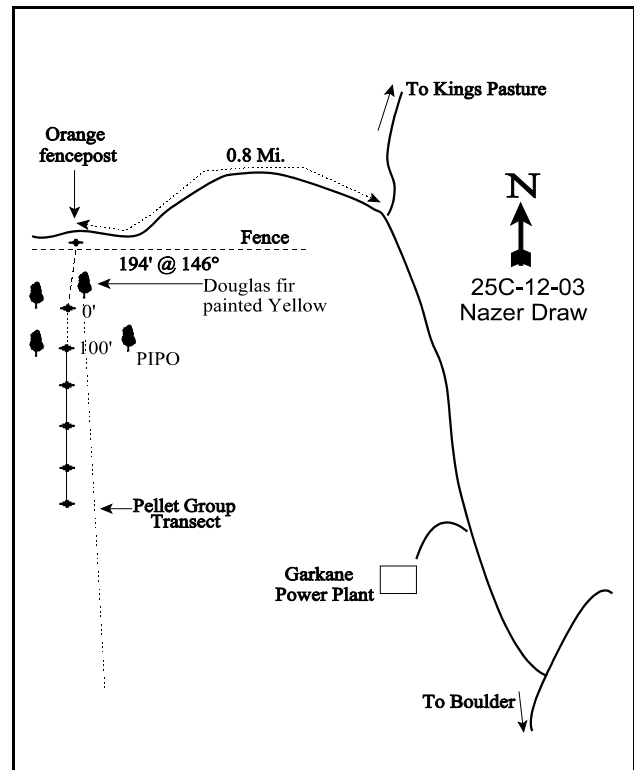 To Kings Pasture
Orange
fencepost
0.8 Mi.
N
Fence
194' @ 146°
25C-12-03
Nazer Draw
Douglas fir
painted Yellow
0'
100'
PIPO
Pellet Group
Transect
Garkane
Power Plant
To Boulder